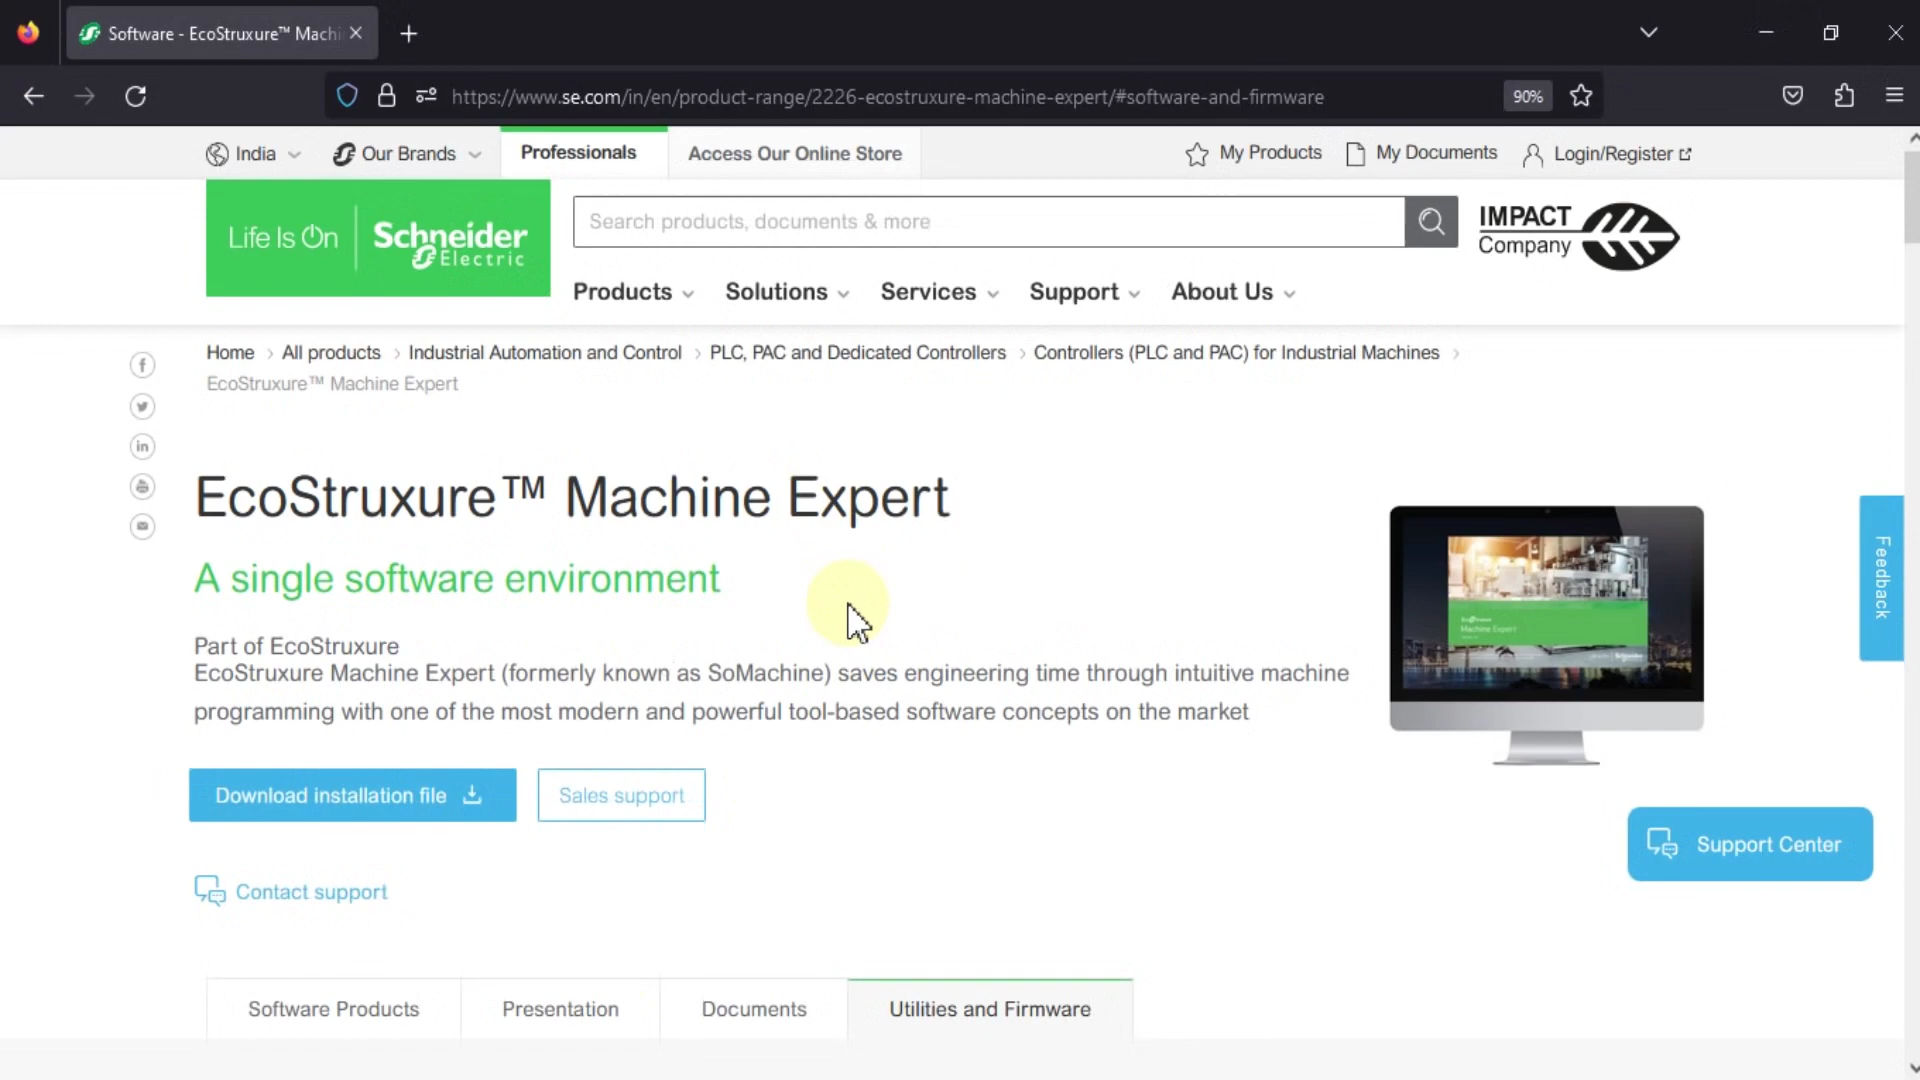 Software - EcoStruxure™ Machi
https://www.se.com/in/en/product-range/2226-ecostruxure-machine-expert/#software-and-firmware
90%
India
Our Brands
Professionals
Access Our Online Store
My Products
My Documents
Login/Register
Life Is On
Schneider
Electric
Search products, documents & more
IMPACT
Company
Products
Solutions
Services
Support
About Us
Home
All products
Industrial Automation and Control
PLC, PAC and Dedicated Controllers
Controllers (PLC and PAC) for Industrial Machines
EcoStruxure™ Machine Expert
EcoStruxure™ Machine Expert
A single software environment
Part of EcoStruxure
EcoStruxure Machine Expert (formerly known as SoMachine) saves engineering time through intuitive machine
programming with one of the most modern and powerful tool-based software concepts on the market
Machine Expert
Feedback
Download installation file
Sales support
Support Center
Contact support
Software Products
Presentation
Documents
Utilities and Firmware